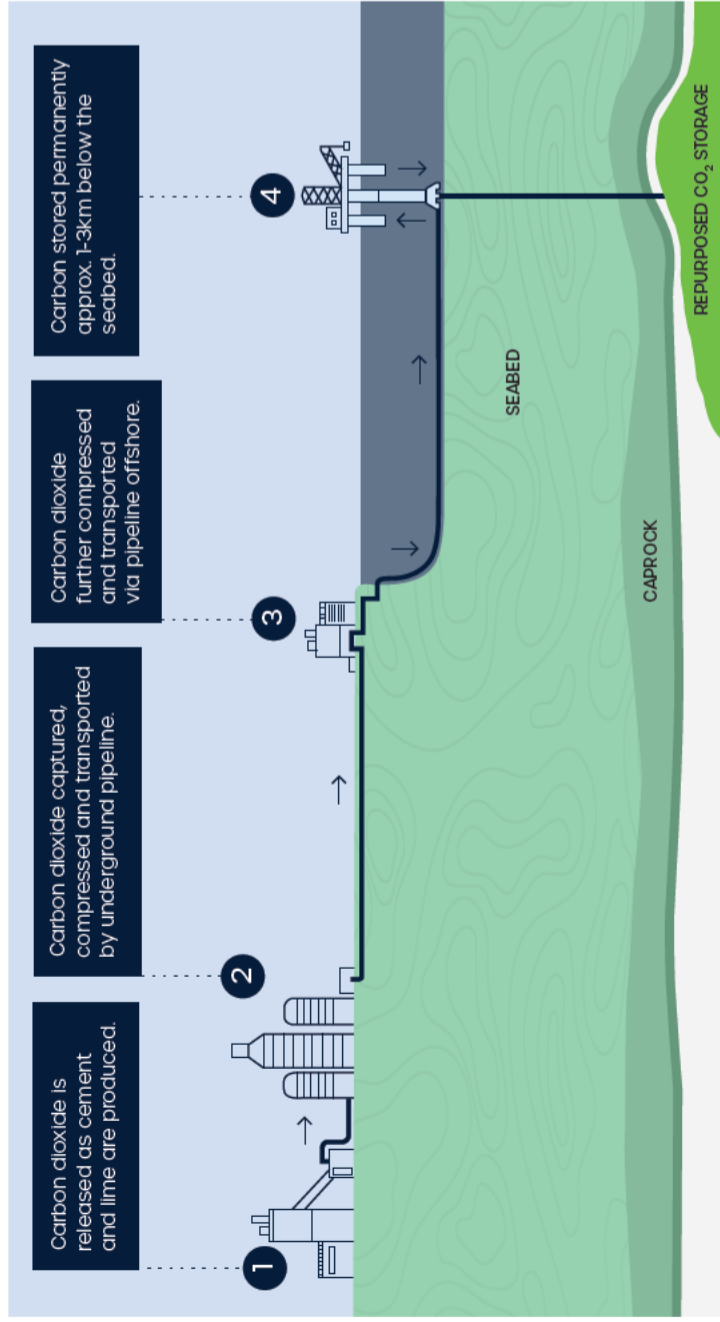 Carbon dioxide is
released as cement
and lime are produced.
Carbon dioxide captured,
compressed and transported
by underground pipeline.
Carbon dioxide
further compressed
and transported
via pipeline offshore.
Carbon stored permanently
approx. 1-3km below the
seabed.
1
2
3
4
SEABED
CAPROCK
REPURPOSED CO₂ STORAGE